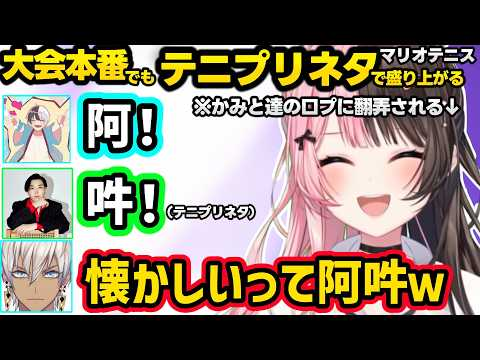 大会本番でもテニプリネタマリオテニスで盛り上がる
※かみと達の口プに翻弄される↓
阿!
吽!(テニプリネタ)
懐かしいって阿吽w